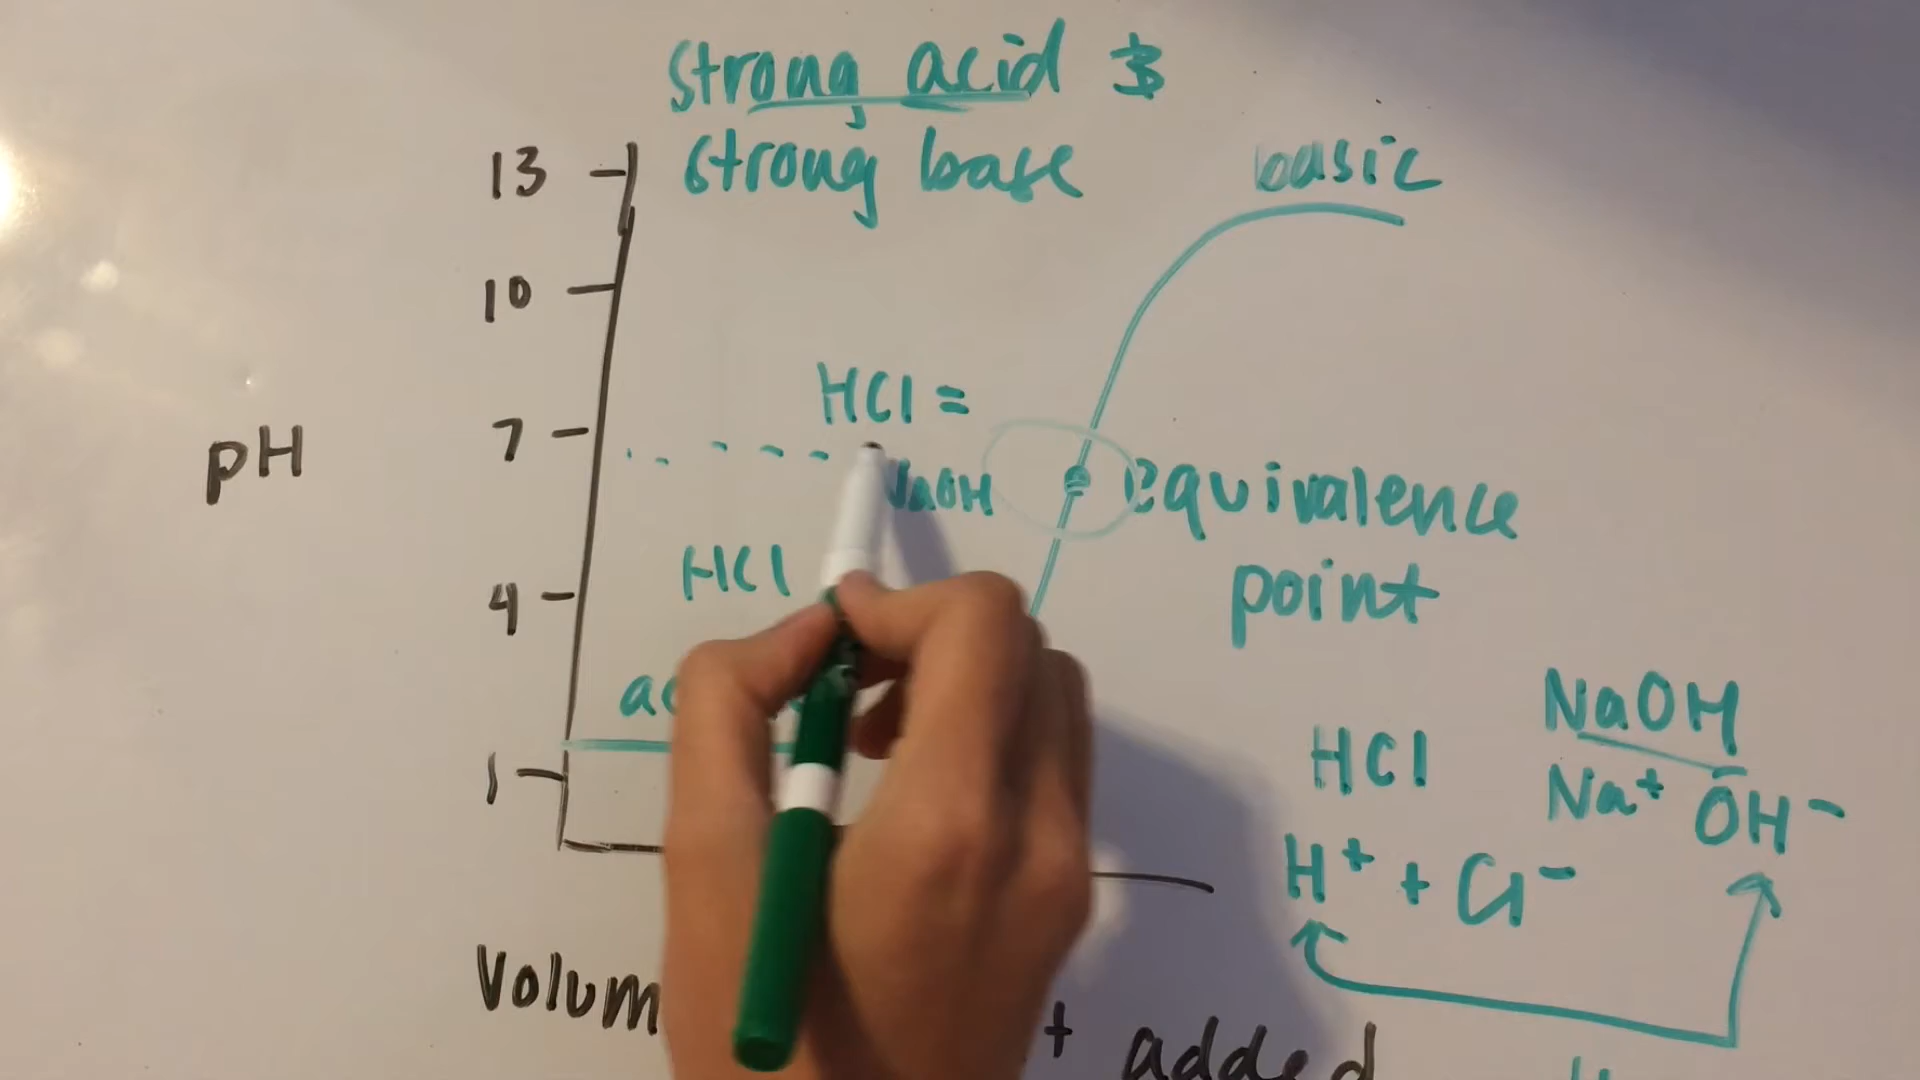 strong acid &
strong base
basic
13
10
7
4
1
pH
HCl =
NaOH
equivalence
point
HCl
HCl
H⁺ + Cl⁻
NaOH
Na⁺ OH⁻
added